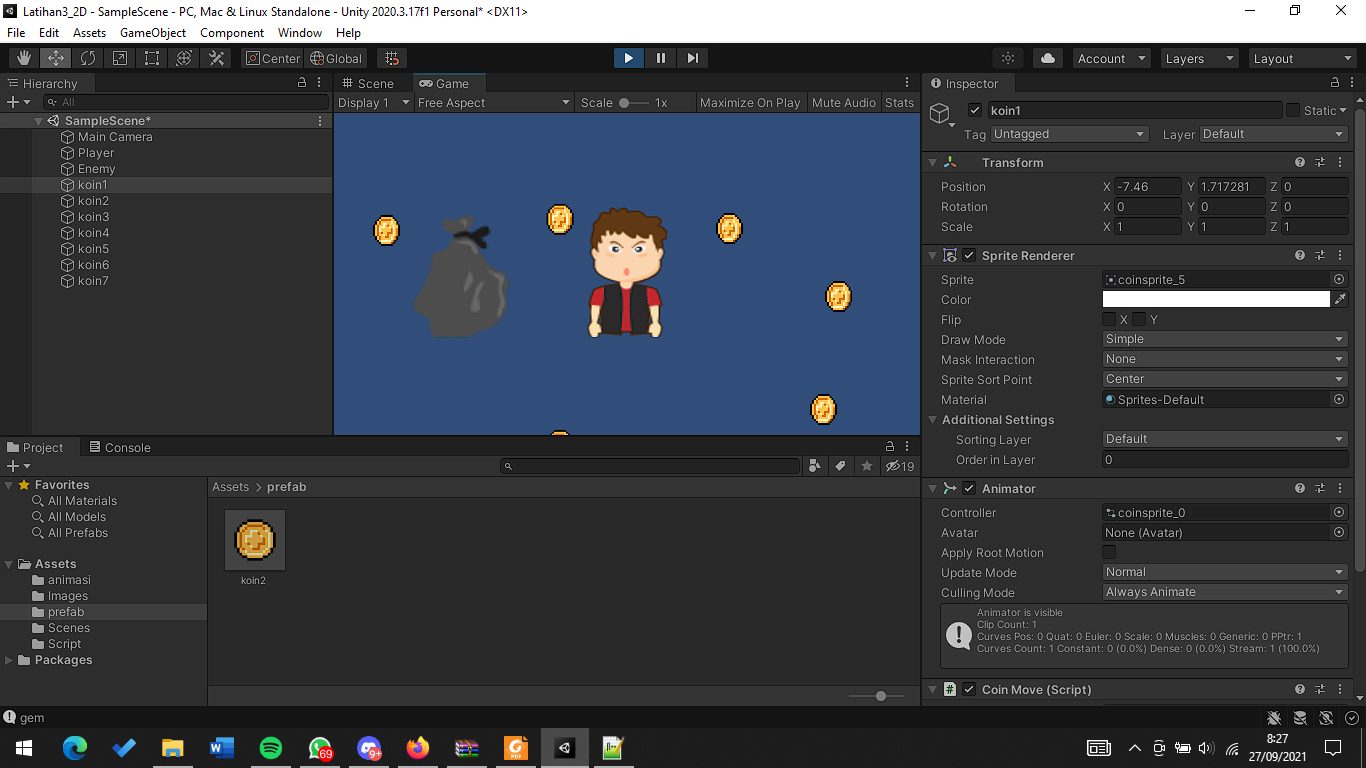 Latihan3_2D - SampleScene - PC, Mac & Linux Standalone - Unity 2020.3.17f1 Personal* <DX11>
File Edit Assets GameObject Component Window Help
Center Global Account Layers Layout
Hierarchy
All
SampleScene*
Main Camera
Player
Enemy
koin1
koin2
koin3
koin4
koin5
koin6
koin7
Scene Game
Display 1 Free Aspect Scale 1x Maximize On Play Mute Audio Stats
Inspector
koin1 Static
Tag Untagged Layer Default
Transform
Position X -7.46 Y 1.717281 Z 0
Rotation X 0 Y 0 Z 0
Scale X 1 Y 1 Z 1
Sprite Renderer
Sprite coinsprite_5
Color
Flip X Y
Draw Mode Simple
Mask Interaction None
Sprite Sort Point Center
Material Sprites-Default
Additional Settings
Sorting Layer Default
Order in Layer 0
Animator
Controller coinsprite_0
Avatar None (Avatar)
Apply Root Motion
Update Mode Normal
Culling Mode Always Animate
Animator is visible
Clip Count: 1
Curves Pos: 0 Quat: 0 Euler: 0 Scale: 0 Muscles: 0 Generic: 0 PPtr: 1
Curves Count: 1 Constant: 0 (0.0%) Dense: 0 (0.0%) Stream: 1 (100.0%)
Coin Move (Script)
Project Console
19
Favorites
All Materials
All Models
All Prefabs
Assets
animasi
Images
prefab
Scenes
Script
Packages
Assets > prefab
koin2
gem
69
9+
8:27
27/09/2021